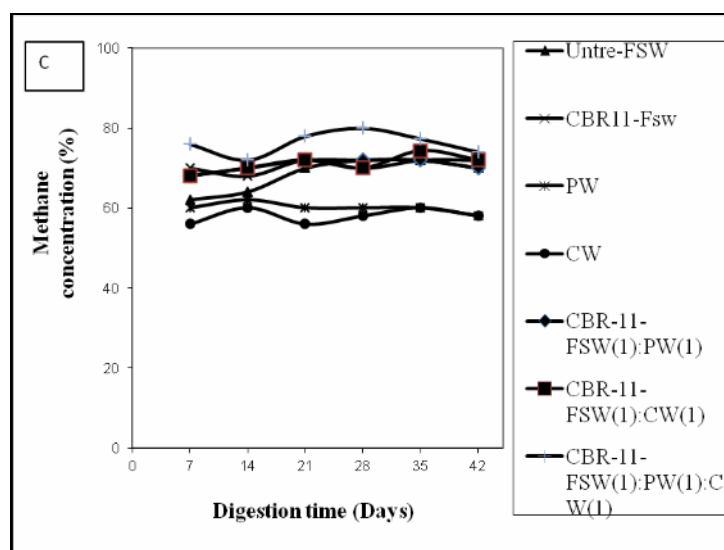 C
Methane
concentration (%)
100
80
60
40
20
0
0 7 14 21 28 35 42
Digestion time (Days)
Untre-FSW
CBR11-Fsw
PW
CW
CBR-11-
FSW(1):PW(1)
CBR-11-
FSW(1):CW(1)
CBR-11-
FSW(1):PW(1):C
W(1)